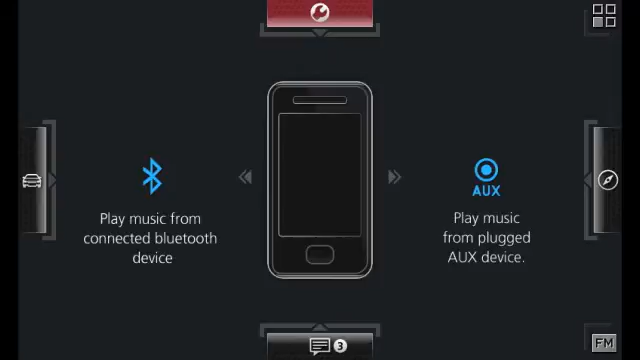 Play music from
connected bluetooth
device
AUX
Play music
from plugged
AUX device.
3
FM